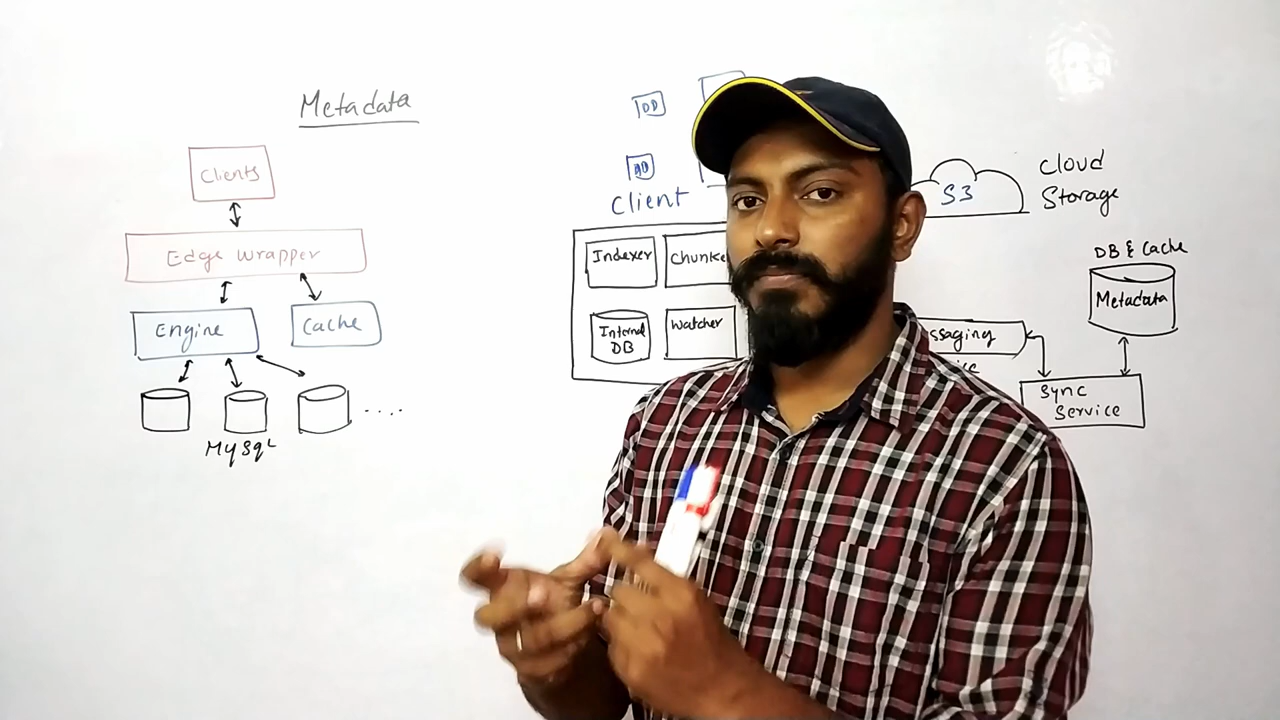 Metadata
Clients
Edge Wrapper
Engine
Cache
....
MySql
Client
Indexer
Internal
DB
Watcher
S3
Cloud
Storage
DB & Cache
Metadata
Sync
Service